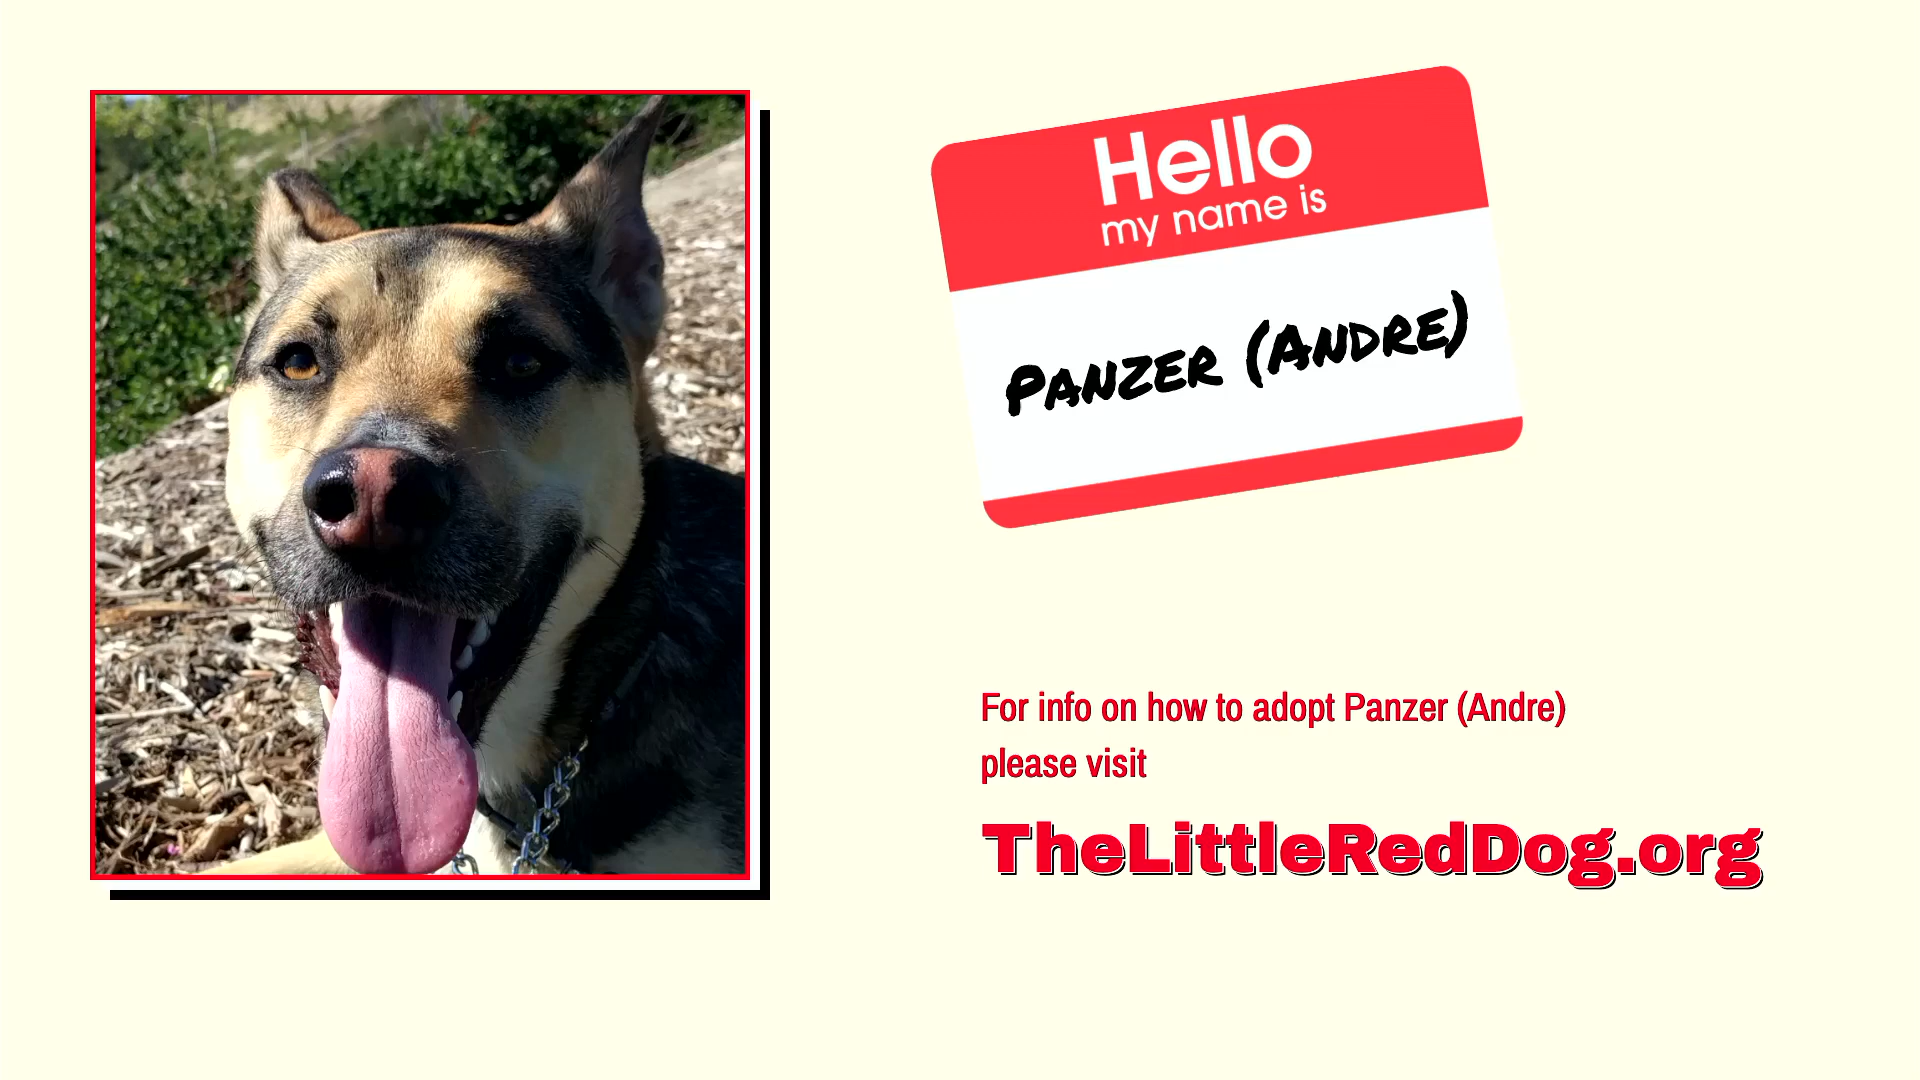 Hello
my name is
Panzer (Andre)
For info on how to adopt Panzer (Andre)
please visit
TheLittleRedDog.org